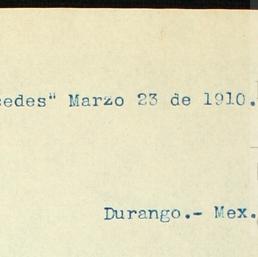 cedes" Marzo 23 de 1910.
Durango.- Mex.